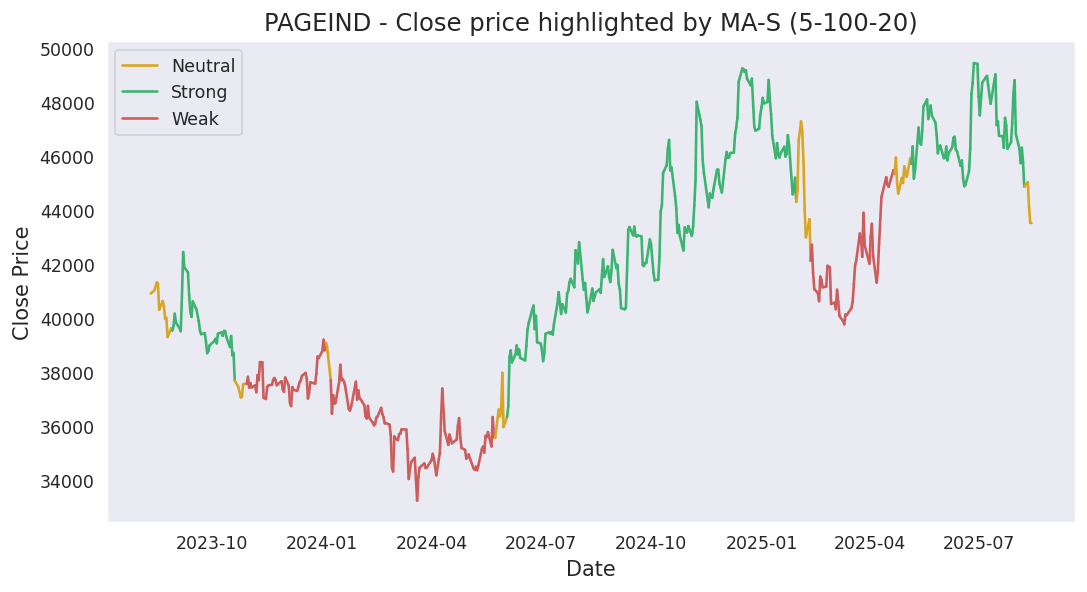 PAGEIND - Close price highlighted by MA-S (5-100-20)
Neutral
Strong
Weak
Close Price
50000
48000
46000
44000
42000
40000
38000
36000
34000
2023-10
2024-01
2024-04
2024-07
2024-10
2025-01
2025-04
2025-07
Date